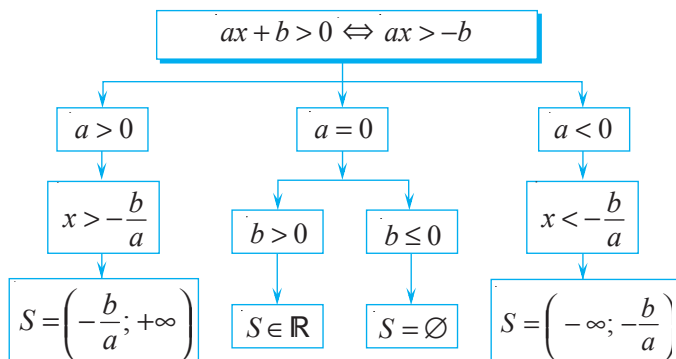 ax + b > 0 ⇔ ax > −b
a > 0 a = 0 a < 0
x > −b/a b > 0 b ≤ 0 x < −b/a
S = (−b/a; +∞) S ∈ ℝ S = ∅ S = (−∞; −b/a)